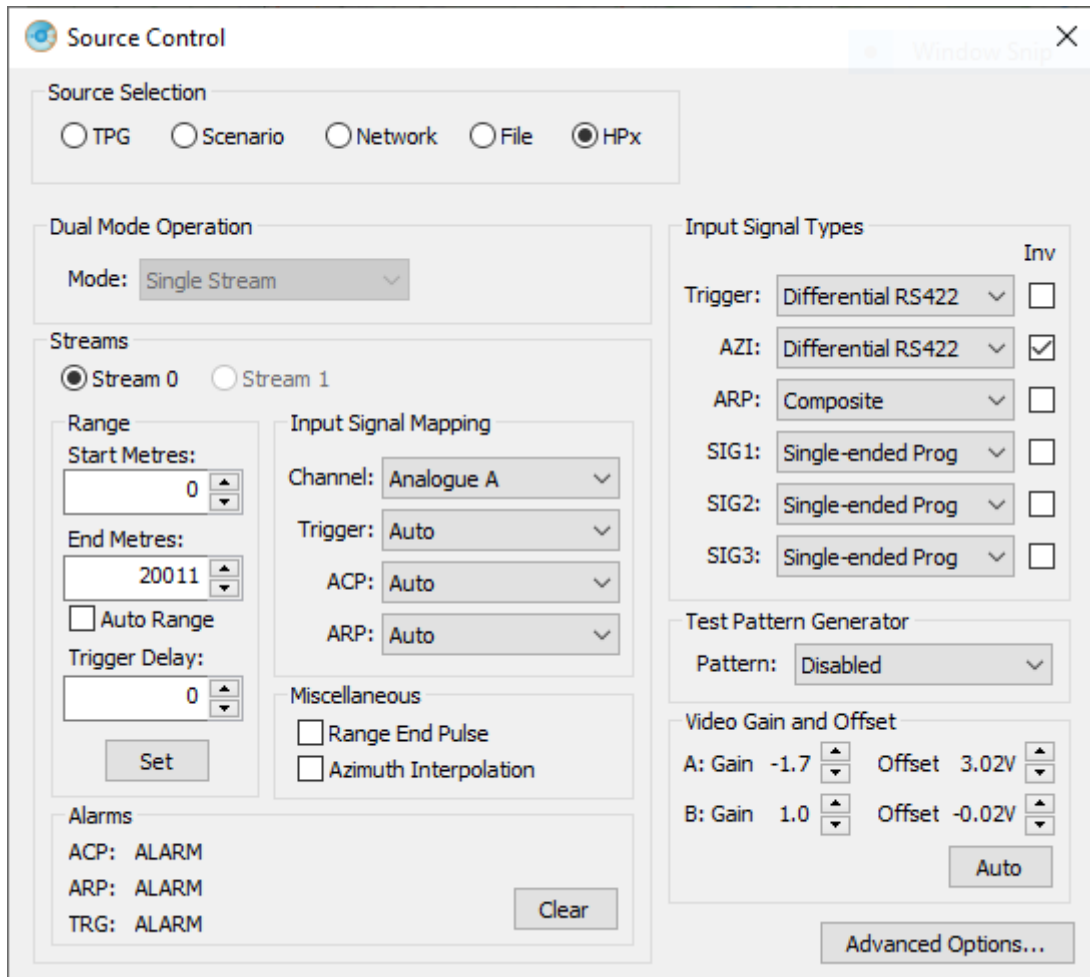 Source Control
Window Snip
Source Selection
TPG Scenario Network File HPx
Dual Mode Operation
Mode: Single Stream
Streams
Stream 0 Stream 1
Range
Start Metres:
0
End Metres:
20011
Auto Range
Trigger Delay:
0
Set
Input Signal Mapping
Channel: Analogue A
Trigger: Auto
ACP: Auto
ARP: Auto
Miscellaneous
Range End Pulse
Azimuth Interpolation
Alarms
ACP: ALARM
ARP: ALARM
TRG: ALARM
Clear
Input Signal Types
Inv
Trigger: Differential RS422
AZI: Differential RS422
ARP: Composite
SIG1: Single-ended Prog
SIG2: Single-ended Prog
SIG3: Single-ended Prog
Test Pattern Generator
Pattern: Disabled
Video Gain and Offset
A: Gain -1.7 Offset 3.02V
B: Gain 1.0 Offset -0.02V
Auto
Advanced Options...